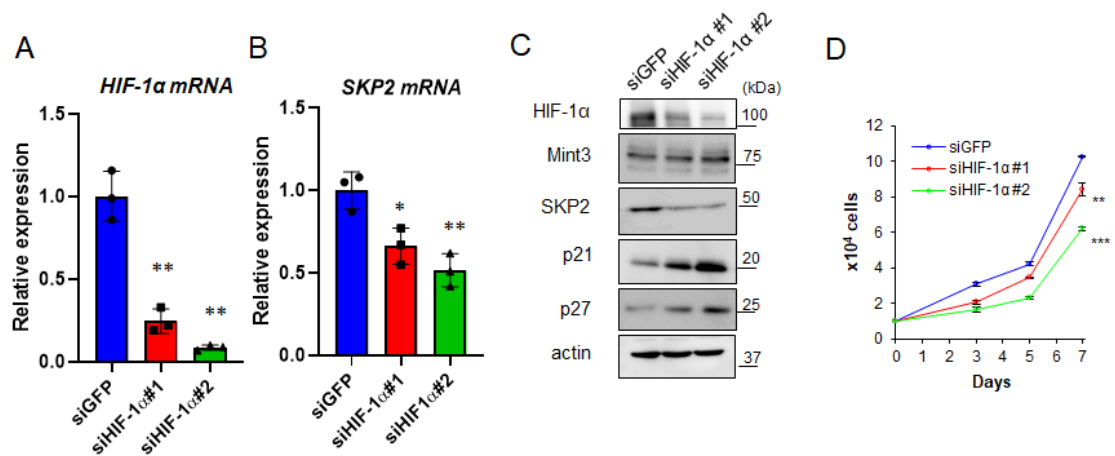 A
HIF-1α mRNA
Relative expression
1.5
1.0
0.5
0.0
**
**
siGFP
siHIF-1α#1
siHIF-1α#2
B
SKP2 mRNA
Relative expression
1.5
1.0
0.5
0.0
*
**
siGFP
siHIF-1α#1
siHIF1α#2
C
siGFP
siHIF-1α #1
siHIF-1α #2
(kDa)
HIF-1α 100
Mint3 75
SKP2 50
p21 20
p27 25
actin 37
D
x10⁴ cells
12
10
8
6
4
2
0
siGFP
siHIF-1α#1
siHIF-1α#2
**
***
0 3 5 7
Days